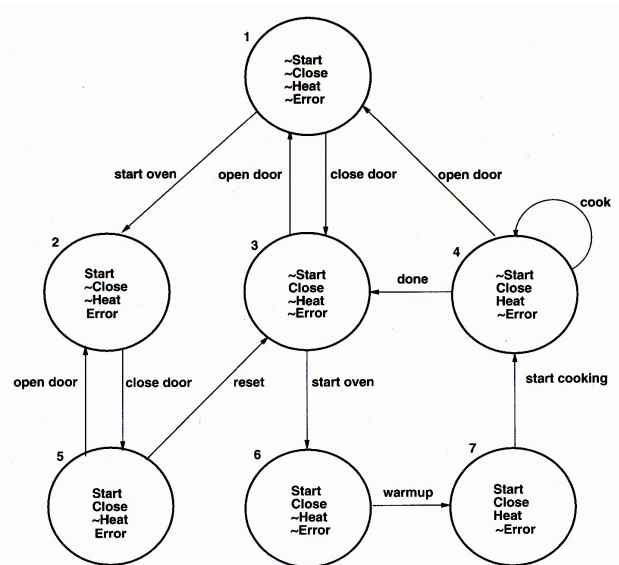 1
~Start
~Close
~Heat
~Error
start oven
open door
close door
open door
cook
2
Start
~Close
~Heat
Error
3
~Start
Close
~Heat
~Error
done
4
~Start
Close
Heat
~Error
open door
close door
reset
start oven
start cooking
5
Start
Close
~Heat
Error
6
Start
Close
~Heat
~Error
warmup
7
Start
Close
Heat
~Error